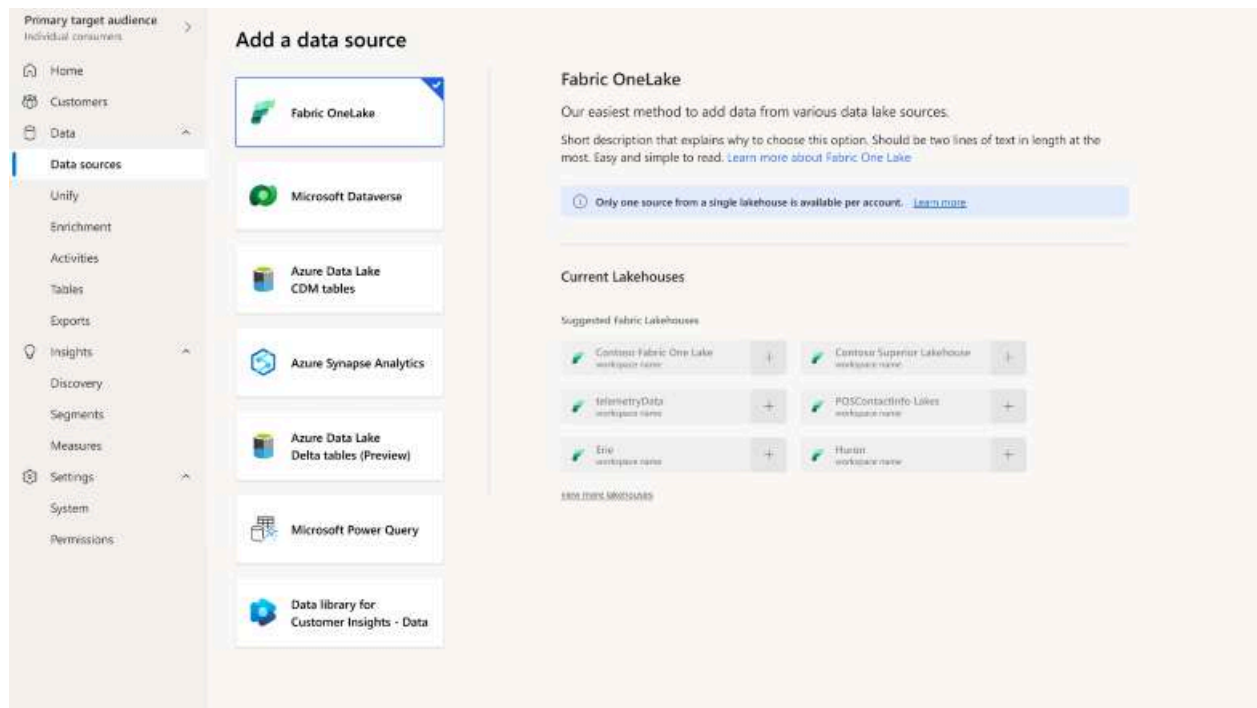 Primary target audience
Individual consumers
Home
Customers
Data
Data sources
Unify
Enrichment
Activities
Tables
Exports
Insights
Discovery
Segments
Measures
Settings
System
Permissions
Add a data source
Fabric OneLake
Microsoft Dataverse
Azure Data Lake
CDM tables
Azure Synapse Analytics
Azure Data Lake
Delta tables (Preview)
Microsoft Power Query
Data library for
Customer Insights - Data
Fabric OneLake
Our easiest method to add data from various data lake sources.
Short description that explains why to choose this option. Should be two lines of text in length at the
most. Easy and simple to read. Learn more about Fabric One Lake
Only one source from a single lakehouse is available per account. Learn more
Current Lakehouses
Suggested Fabric Lakehouses
Contoso Fabric One Lake
workspace name
Contoso Superior Lakehouse
workspace name
telemetryData
workspace name
POSContactInfo Lakes
workspace name
Erie
workspace name
Huron
workspace name
view more lakehouses